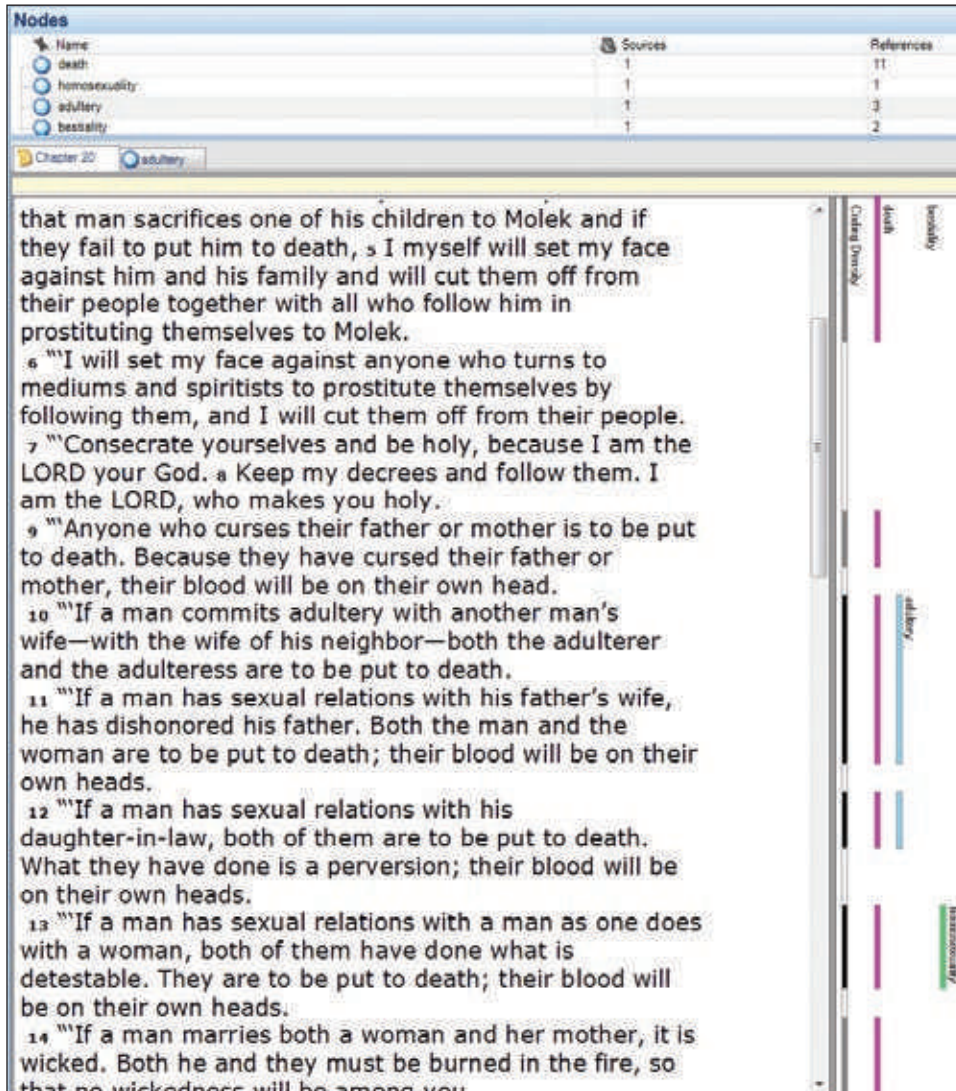 Nodes
Name Sources References
death 1 11
homosexuality 1 1
adultery 1 3
bestiality 1 2
Chapter 20 adultery
that man sacrifices one of his children to Molek and if
they fail to put him to death, 5 I myself will set my face
against him and his family and will cut them off from
their people together with all who follow him in
prostituting themselves to Molek.
6 "'I will set my face against anyone who turns to
mediums and spiritists to prostitute themselves by
following them, and I will cut them off from their people.
7 "'Consecrate yourselves and be holy, because I am the
LORD your God. 8 Keep my decrees and follow them. I
am the LORD, who makes you holy.
9 "'Anyone who curses their father or mother is to be put
to death. Because they have cursed their father or
mother, their blood will be on their own head.
10 "'If a man commits adultery with another man's
wife—with the wife of his neighbor—both the adulterer
and the adulteress are to be put to death.
11 "'If a man has sexual relations with his father's wife,
he has dishonored his father. Both the man and the
woman are to be put to death; their blood will be on their
own heads.
12 "'If a man has sexual relations with his
daughter-in-law, both of them are to be put to death.
What they have done is a perversion; their blood will be
on their own heads.
13 "'If a man has sexual relations with a man as one does
with a woman, both of them have done what is
detestable. They are to be put to death; their blood will
be on their own heads.
14 "'If a man marries both a woman and her mother, it is
wicked. Both he and they must be burned in the fire, so
that no wickedness will be among you
Coding Density
death
bestiality
adultery
homosexuality